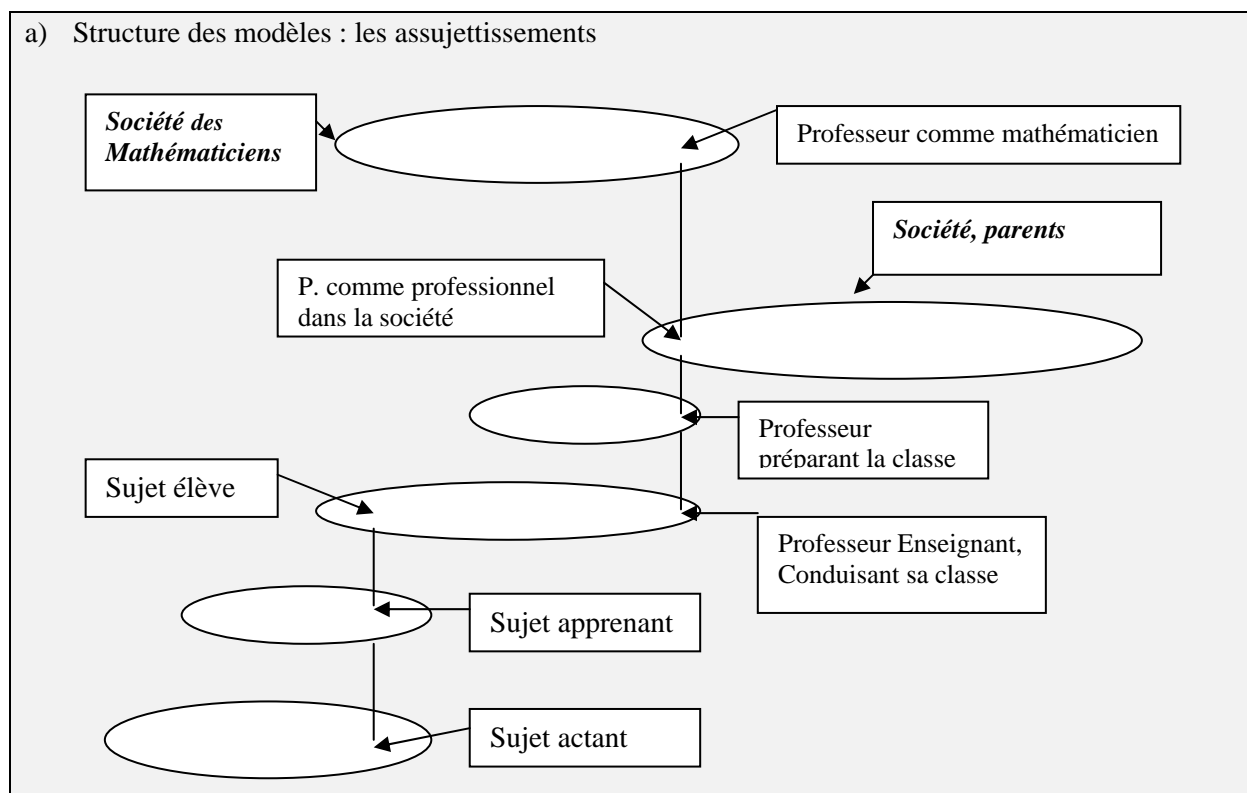 a) Structure des modèles : les assujettissements
Société des
Mathématiciens
Professeur comme mathématicien
Société, parents
P. comme professionnel
dans la société
Professeur
préparant la classe
Sujet élève
Professeur Enseignant,
Conduisant sa classe
Sujet apprenant
Sujet actant